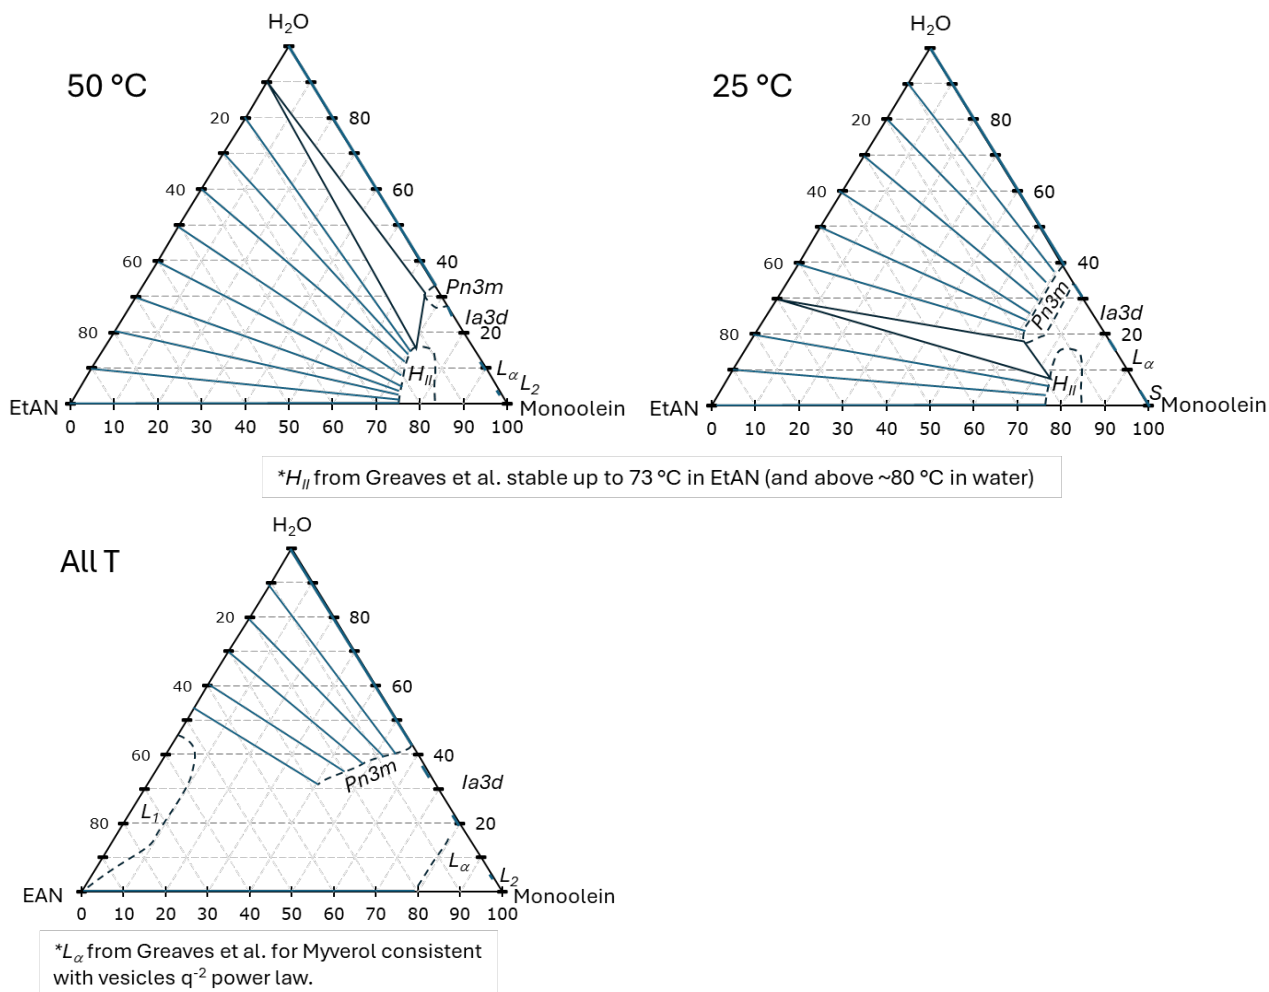 H₂O
50 °C
20
80
40
60
60
40
Pn3m
Ia3d
80
20
H_II
Lα
L₂
EtAN
Monoolein
0 10 20 30 40 50 60 70 80 90 100
H₂O
25 °C
20
80
40
60
60
40
Pn3m
Ia3d
80
20
Lα
H_II
S
EtAN
Monoolein
0 10 20 30 40 50 60 70 80 90 100
*H_II from Greaves et al. stable up to 73 °C in EtAN (and above ~80 °C in water)
H₂O
All T
20
80
40
60
60
40
Pn3m
Ia3d
L₁
80
20
Lα
L₂
EAN
Monoolein
0 10 20 30 40 50 60 70 80 90 100
*Lα from Greaves et al. for Myverol consistent
with vesicles q⁻² power law.